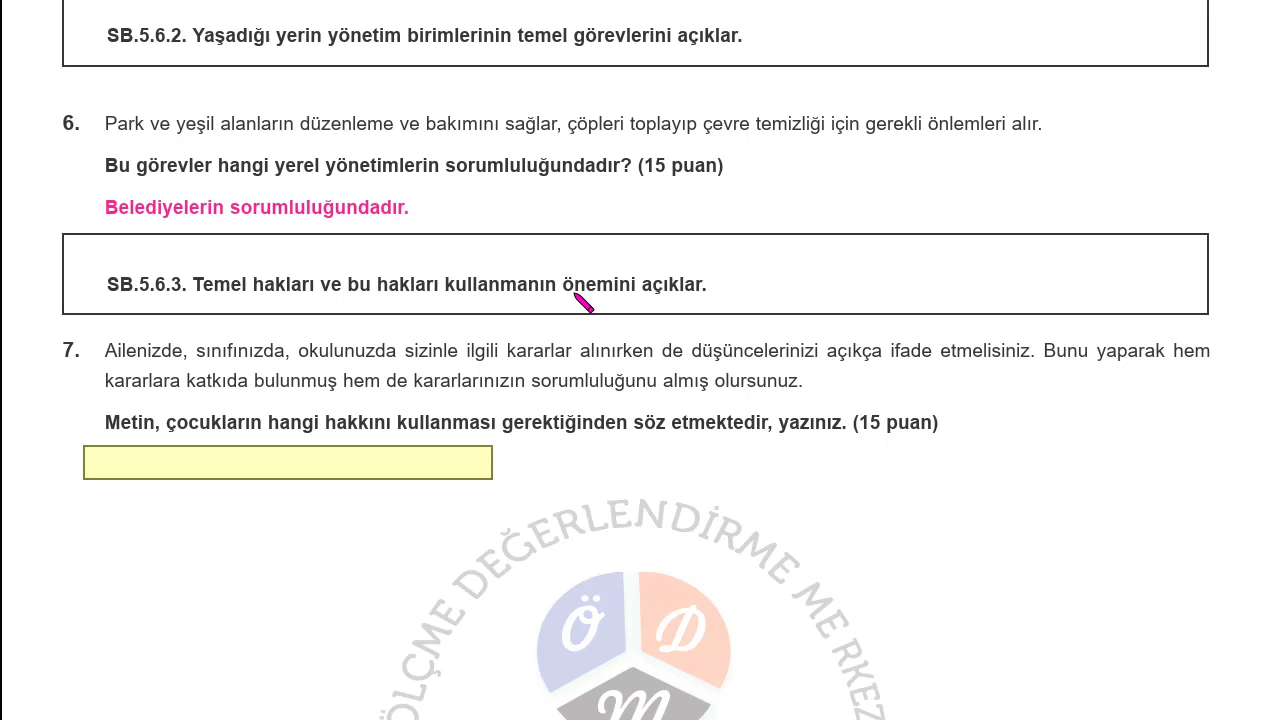 SB.5.6.2. Yaşadığı yerin yönetim birimlerinin temel görevlerini açıklar.
6. Park ve yeşil alanların düzenleme ve bakımını sağlar, çöpleri toplayıp çevre temizliği için gerekli önlemleri alır.
Bu görevler hangi yerel yönetimlerin sorumluluğundadır? (15 puan)
Belediyelerin sorumluluğundadır.
SB.5.6.3. Temel hakları ve bu hakları kullanmanın önemini açıklar.
7. Ailenizde, sınıfınızda, okulunuzda sizinle ilgili kararlar alınırken de düşüncelerinizi açıkça ifade etmelisiniz. Bunu yaparak hem
kararlara katkıda bulunmuş hem de kararlarınızın sorumluluğunu almış olursunuz.
Metin, çocukların hangi hakkını kullanması gerektiğinden söz etmektedir, yazınız. (15 puan)
ÖLÇME DEĞERLENDİRME MERKEZ
Ö D
M